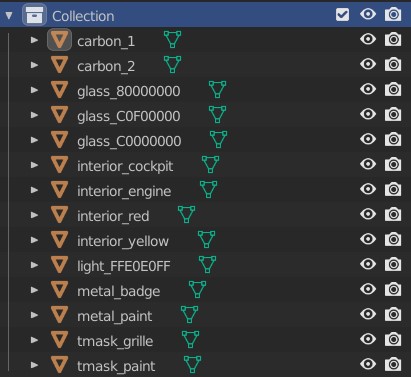 Collection
carbon_1
carbon_2
glass_80000000
glass_C0F00000
glass_C0000000
interior_cockpit
interior_engine
interior_red
interior_yellow
light_FFE0E0FF
metal_badge
metal_paint
tmask_grille
tmask_paint